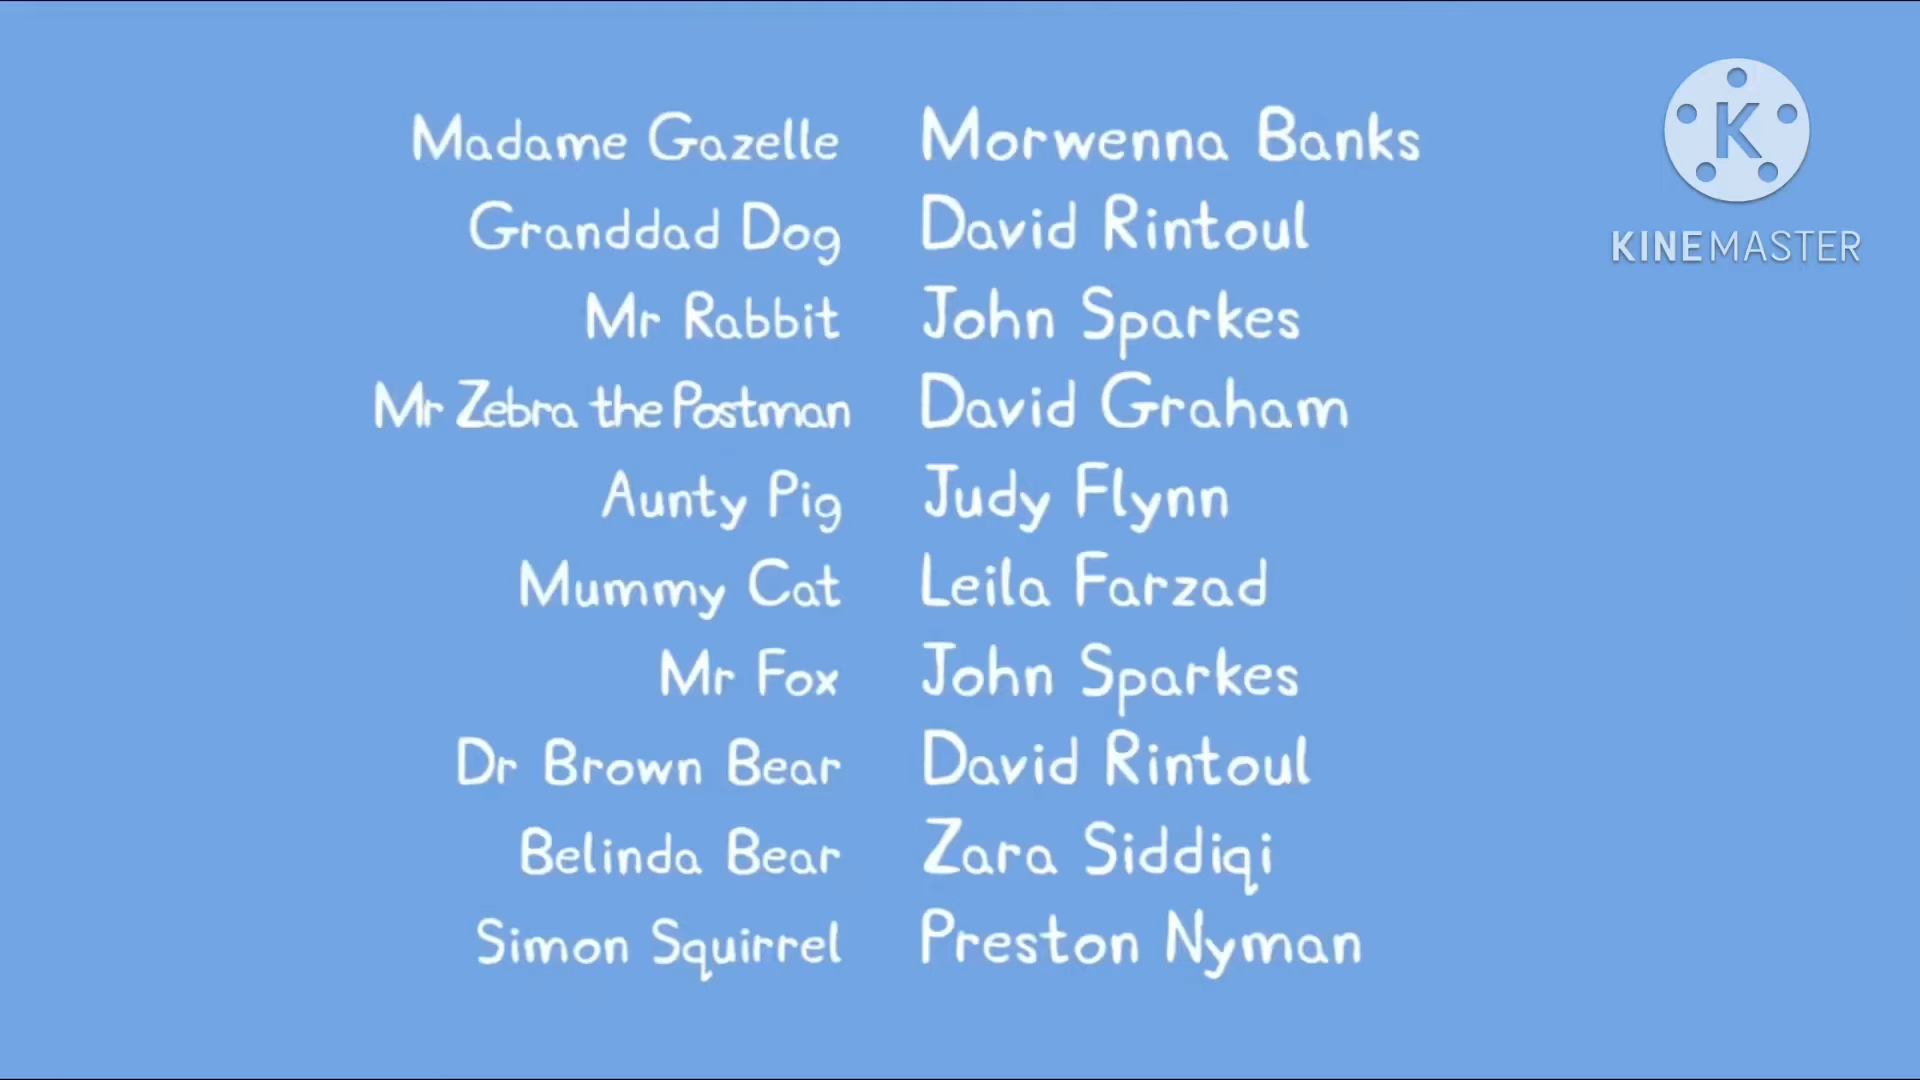 Madame Gazelle Morwenna Banks
Granddad Dog David Rintoul
Mr Rabbit John Sparkes
Mr Zebra the Postman David Graham
Aunty Pig Judy Flynn
Mummy Cat Leila Farzad
Mr Fox John Sparkes
Dr Brown Bear David Rintoul
Belinda Bear Zara Siddiqi
Simon Squirrel Preston Nyman
K
KINEMASTER